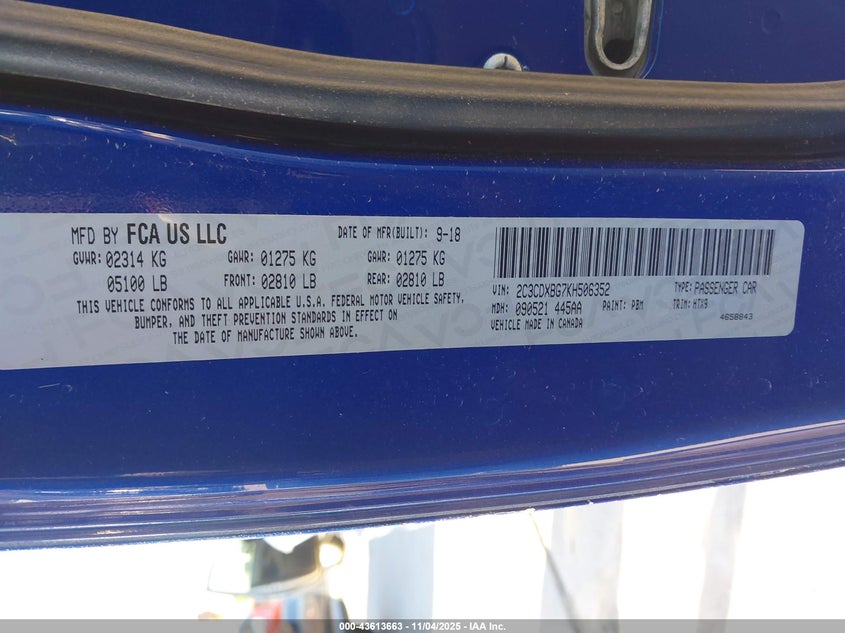 MFD BY FCA US LLC DATE OF MFR(BUILT): 9-18
GVWR: 02314 KG GAWR: 01275 KG GAWR: 01275 KG
05100 LB FRONT: 02810 LB REAR: 02810 LB
THIS VEHICLE CONFORMS TO ALL APPLICABLE U.S.A. FEDERAL MOTOR VEHICLE SAFETY,
BUMPER, AND THEFT PREVENTION STANDARDS IN EFFECT ON
THE DATE OF MANUFACTURE SHOWN ABOVE.
VIN: 2C3CDXBG7KH506352 TYPE: PASSENGER CAR
MDH: 090521 445AA PAINT: PBM TRIM: HTX9
VEHICLE MADE IN CANADA 4658843
000-43613663 - 11/04/2025 - IAA Inc.